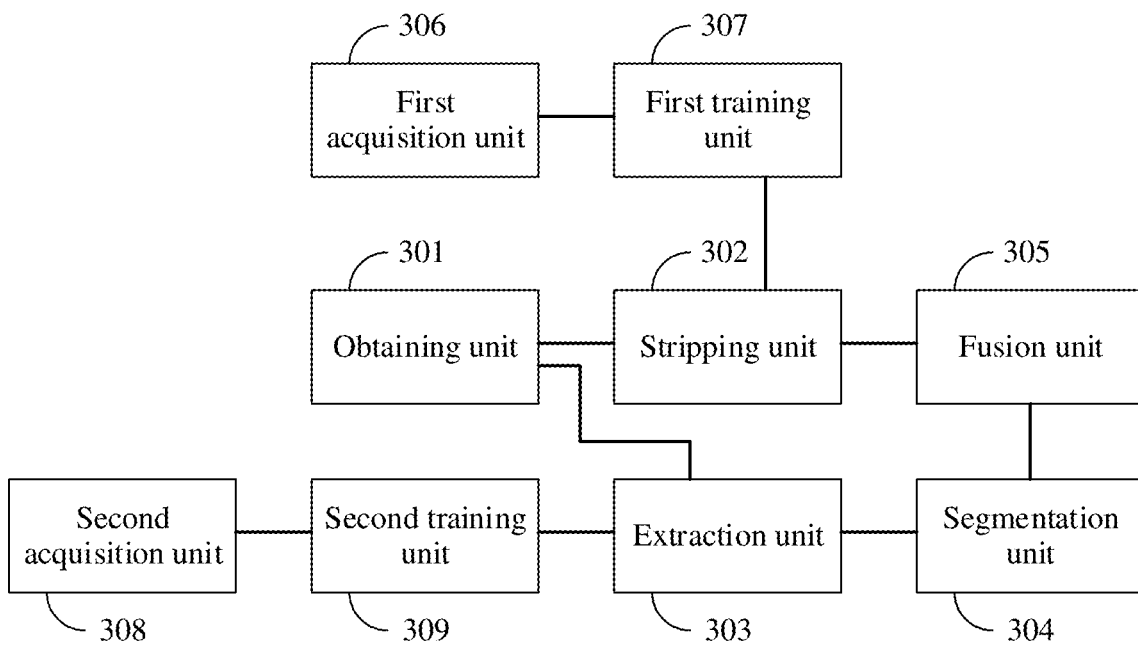 306
307
First
acquisition unit
First training
unit
301
302
305
Obtaining unit
Stripping unit
Fusion unit
Second
acquisition unit
Second training
unit
Extraction unit
Segmentation
unit
308
309
303
304